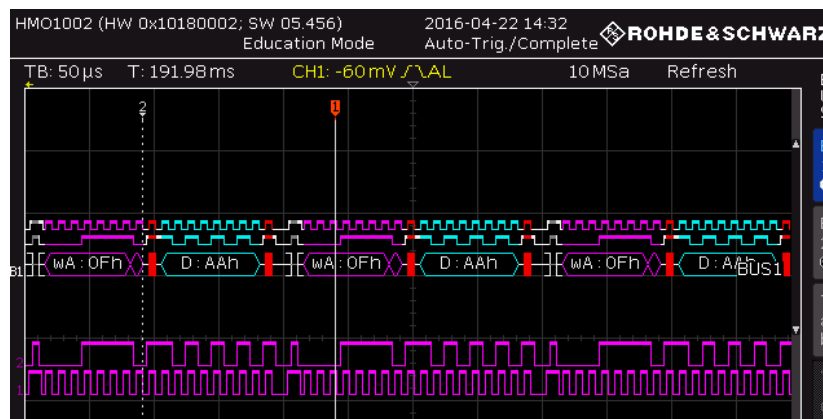 HMO1002 (HW 0x10180002; SW 05.456) 2016-04-22 14:32 ROHDE&SCHWARZ
Education Mode Auto-Trig./Complete
TB: 50µs T: 191.98ms CH1: -60mV AL 10MSa Refresh
2 1
B1 wA:0Fh D:AAh wA:0Fh D:AAh wA:0Fh D:AAh BUS1
2
1